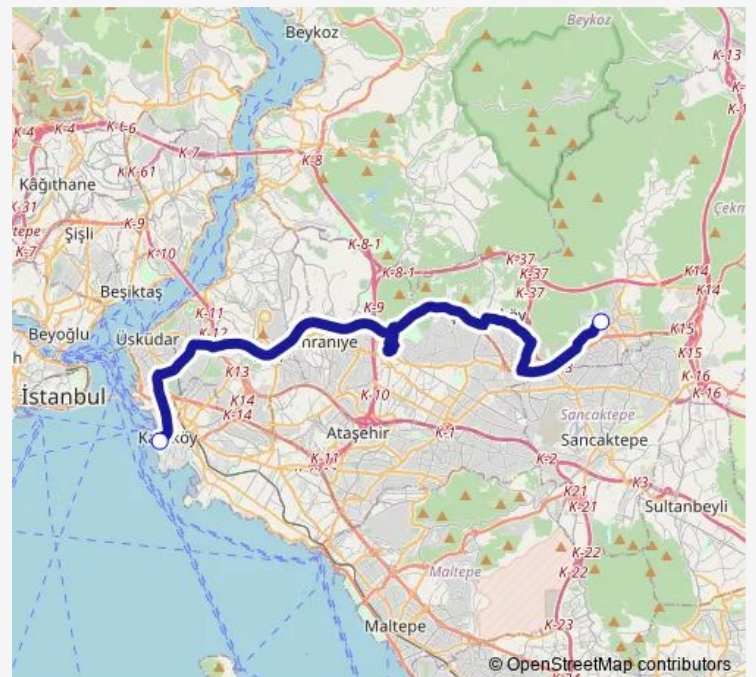 Beykoz
Beykoz
K-13
K-4
K-4
K-6
K-7
K-8
Kâğıthane
KK-61
K-31
K-9
Şişli
K-10
K-8-1
K-37
K-8-1
K-37
K14
K14
Beşiktaş
K-37
K-11
K-9
Beyoğlu
Üsküdar
K-12
K15
K15
K13
K-16
K-16
İstanbul
K14
K-14
K-10
Sancaktepe
Ataşehir
K-1
Sancaktepe
K-11
K-2
K3
K21
K-21
Sultanbeyli
K-22
K-22
Maltepe
K-23
Maltepe
© OpenStreetMap contributors